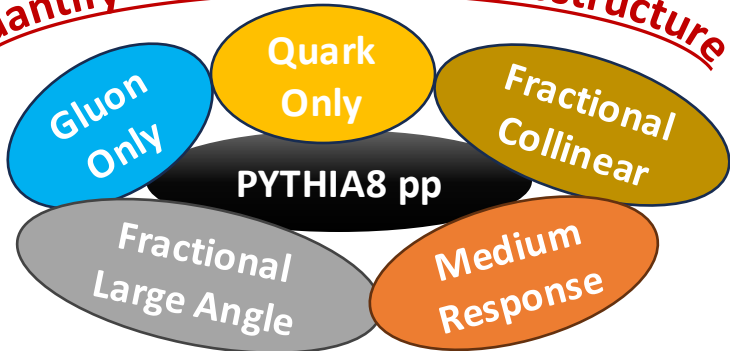 Quark
Only
Gluon
Only
Fractional
Collinear
PYTHIA8 pp
Fractional
Large Angle
Medium
Response